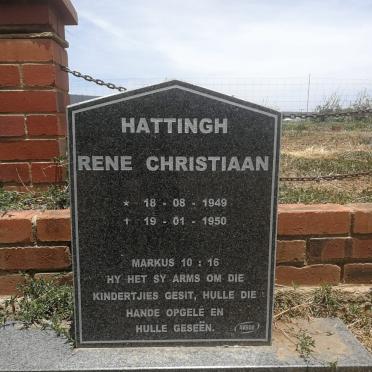 HATTINGH
RENE CHRISTIAAN
* 18 - 08 - 1949
† 19 - 01 - 1950
MARKUS 10 : 16
HY HET SY ARMS OM DIE
KINDERTJIES GESIT, HULLE DIE
HANDE OPGELÊ EN
HULLE GESEËN.